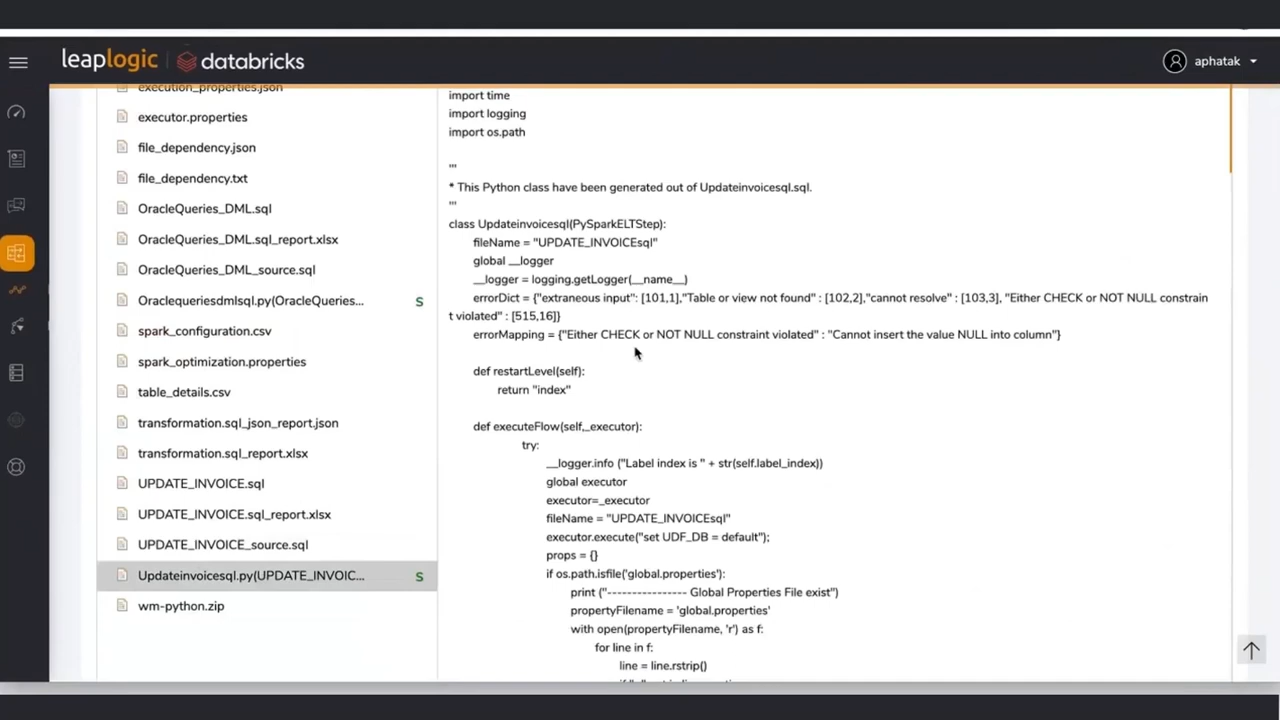 leaplogic databricks
aphatak
execution_properties.json
executor.properties
file_dependency.json
file_dependency.txt
OracleQueries_DML.sql
OracleQueries_DML.sql_report.xlsx
OracleQueries_DML_source.sql
Oraclequeriesdmlsql.py(OracleQueries... S
spark_configuration.csv
spark_optimization.properties
table_details.csv
transformation.sql_json_report.json
transformation.sql_report.xlsx
UPDATE_INVOICE.sql
UPDATE_INVOICE.sql_report.xlsx
UPDATE_INVOICE_source.sql
Updateinvoicesql.py(UPDATE_INVOIC... S
wm-python.zip
import time
import logging
import os.path
'''
* This Python class have been generated out of Updateinvoicesql.sql.
'''
class Updateinvoicesql(PySparkELTStep):
fileName = "UPDATE_INVOICEsql"
global __logger
__logger = logging.getLogger(__name__)
errorDict = {"extraneous input": [101,1],"Table or view not found" : [102,2],"cannot resolve" : [103,3], "Either CHECK or NOT NULL constrain
t violated" : [515,16]}
errorMapping = {"Either CHECK or NOT NULL constraint violated" : "Cannot insert the value NULL into column"}
def restartLevel(self):
return "index"
def executeFlow(self,_executor):
try:
__logger.info ("Label index is " + str(self.label_index))
global executor
executor=_executor
fileName = "UPDATE_INVOICEsql"
executor.execute("set UDF_DB = default");
props = {}
if os.path.isfile('global.properties'):
print ("---------------- Global Properties File exist")
propertyFilename = 'global.properties'
with open(propertyFilename, 'r') as f:
for line in f:
line = line.rstrip()